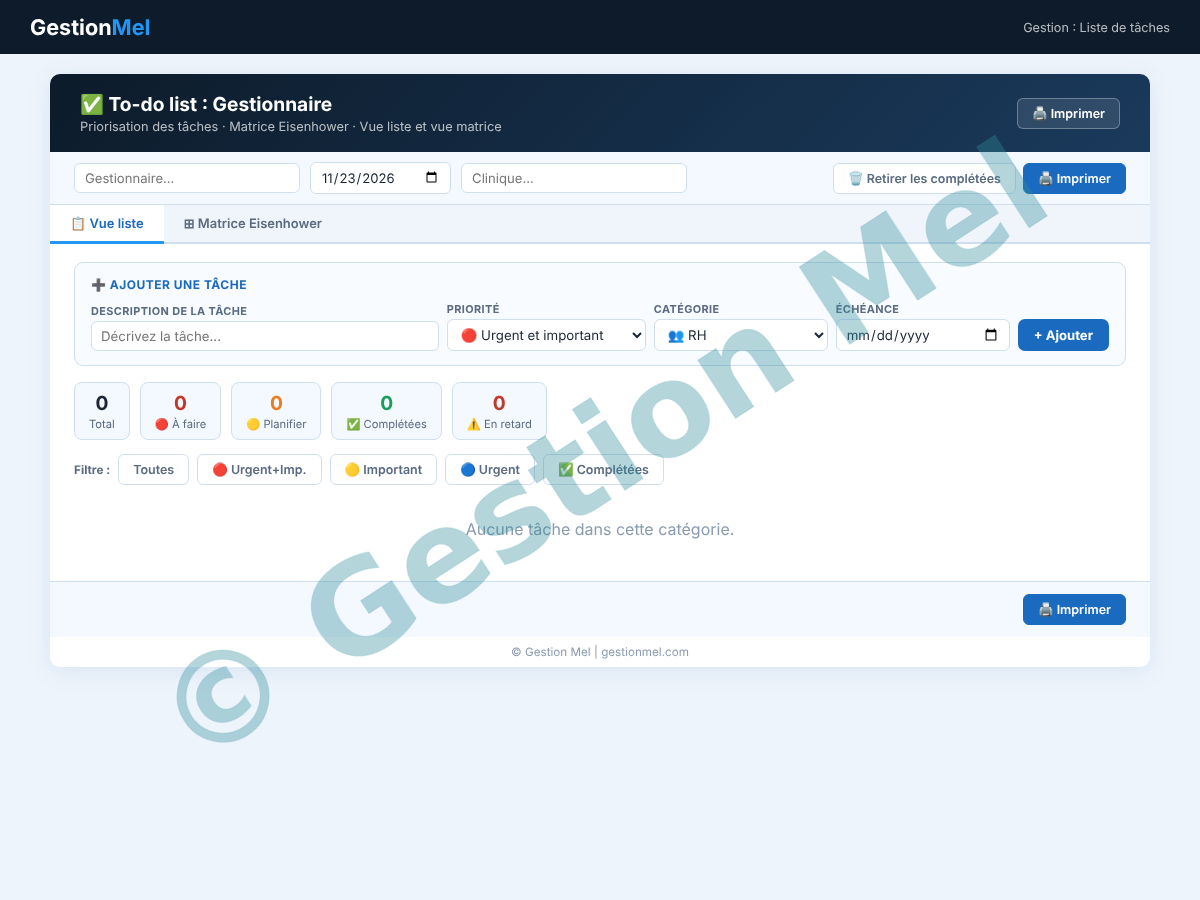 GestionMel
Gestion : Liste de tâches
✅ To-do list : Gestionnaire
Priorisation des tâches · Matrice Eisenhower · Vue liste et vue matrice
🖨️ Imprimer
Gestionnaire...
11/23/2026
Clinique...
🗑️ Retirer les complétées
🖨️ Imprimer
📋 Vue liste
⊞ Matrice Eisenhower
➕ AJOUTER UNE TÂCHE
DESCRIPTION DE LA TÂCHE
PRIORITÉ
CATÉGORIE
ÉCHÉANCE
Décrivez la tâche...
🔴 Urgent et important
👥 RH
mm/dd/yyyy
+ Ajouter
0
Total
0
🔴 À faire
0
🟡 Planifier
0
✅ Complétées
0
⚠️ En retard
Filtre :
Toutes
🔴 Urgent+Imp.
🟡 Important
🔵 Urgent
✅ Complétées
Aucune tâche dans cette catégorie.
🖨️ Imprimer
© Gestion Mel | gestionmel.com
© Gestion Mel